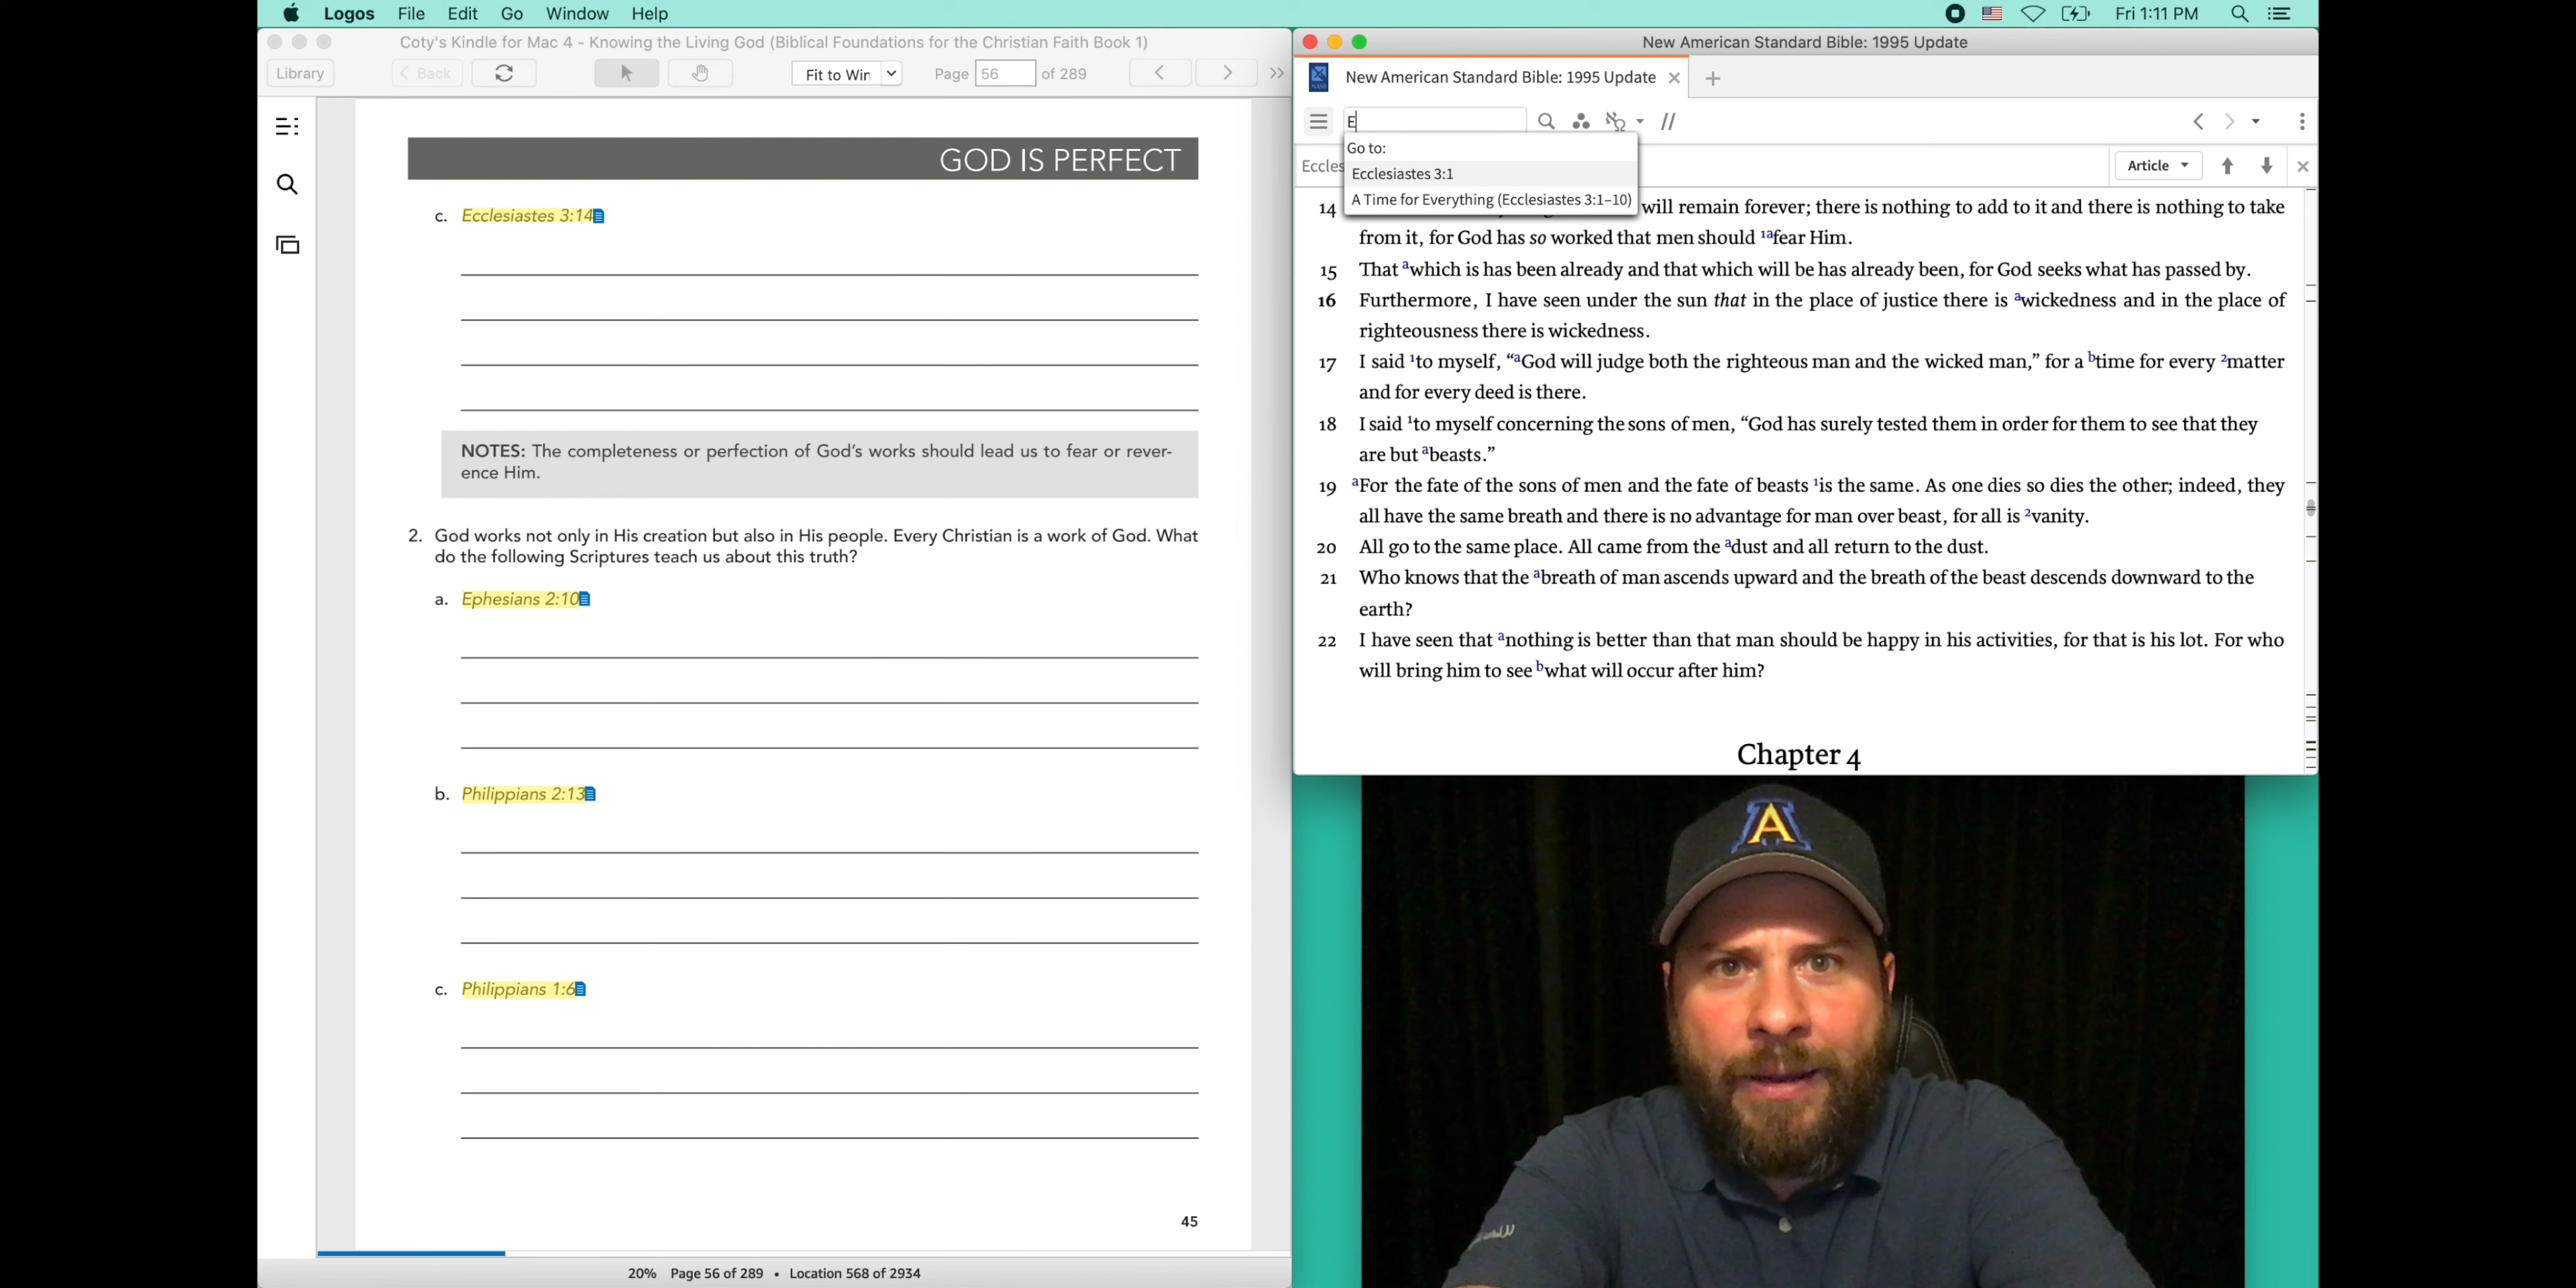 Logos File Edit Go Window Help
Fri 1:11 PM
Coty's Kindle for Mac 4 - Knowing the Living God (Biblical Foundations for the Christian Faith Book 1)
Library Back Fit to Win Page 56 of 289
GOD IS PERFECT
c. Ecclesiastes 3:14
NOTES: The completeness or perfection of God's works should lead us to fear or rever-
ence Him.
2. God works not only in His creation but also in His people. Every Christian is a work of God. What
do the following Scriptures teach us about this truth?
a. Ephesians 2:10
b. Philippians 2:13
c. Philippians 1:6
45
20% Page 56 of 289 • Location 568 of 2934
New American Standard Bible: 1995 Update
New American Standard Bible: 1995 Update
E
Go to:
Eccles
Ecclesiastes 3:1
Article
A Time for Everything (Ecclesiastes 3:1–10)
14 will remain forever; there is nothing to add to it and there is nothing to take
from it, for God has so worked that men should 1afear Him.
15 That awhich is has been already and that which will be has already been, for God seeks what has passed by.
16 Furthermore, I have seen under the sun that in the place of justice there is awickedness and in the place of
righteousness there is wickedness.
17 I said 1to myself, “aGod will judge both the righteous man and the wicked man,” for a btime for every 2matter
and for every deed is there.
18 I said 1to myself concerning the sons of men, “God has surely tested them in order for them to see that they
are but abeasts.”
19 aFor the fate of the sons of men and the fate of beasts 1is the same. As one dies so dies the other; indeed, they
all have the same breath and there is no advantage for man over beast, for all is 2vanity.
20 All go to the same place. All came from the adust and all return to the dust.
21 Who knows that the abreath of man ascends upward and the breath of the beast descends downward to the
earth?
22 I have seen that anothing is better than that man should be happy in his activities, for that is his lot. For who
will bring him to see bwhat will occur after him?
Chapter 4
A